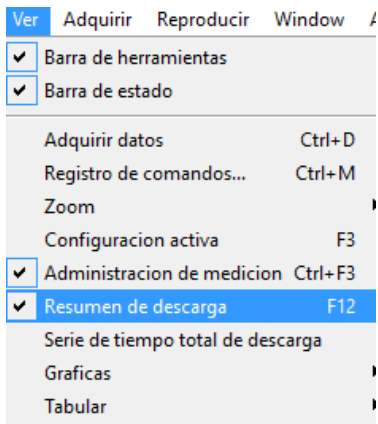 Ver Adquirir Reproducir Window
Barra de herramientas
Barra de estado
Adquirir datos Ctrl+D
Registro de comandos... Ctrl+M
Zoom
Configuracion activa F3
Administracion de medicion Ctrl+F3
Resumen de descarga F12
Serie de tiempo total de descarga
Graficas
Tabular